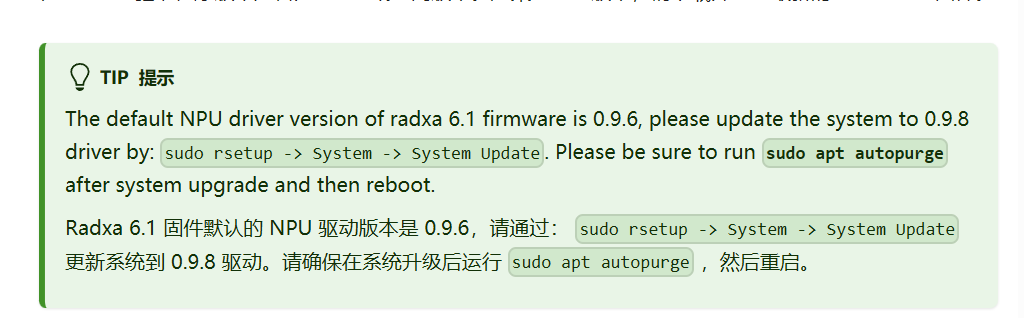 TIP 提示
The default NPU driver version of radxa 6.1 firmware is 0.9.6, please update the system to 0.9.8
driver by: sudo rsetup -> System -> System Update. Please be sure to run sudo apt autopurge
after system upgrade and then reboot.
Radxa 6.1 固件默认的 NPU 驱动版本是 0.9.6，请通过： sudo rsetup -> System -> System Update
更新系统到 0.9.8 驱动。请确保在系统升级后运行 sudo apt autopurge ，然后重启。